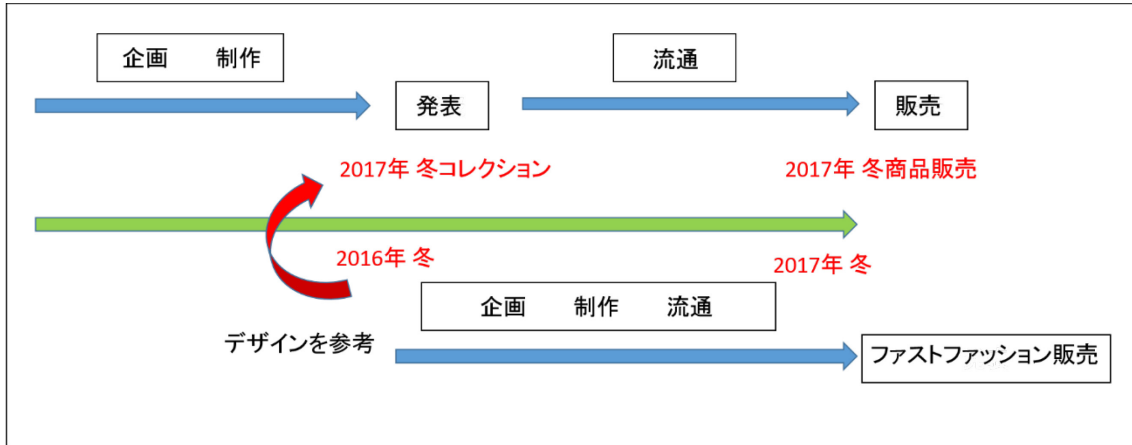 企画 制作
流通
発表
販売
2017年 冬コレクション
2017年 冬商品販売
2016年 冬
2017年 冬
企画 制作 流通
デザインを参考
ファストファッション販売